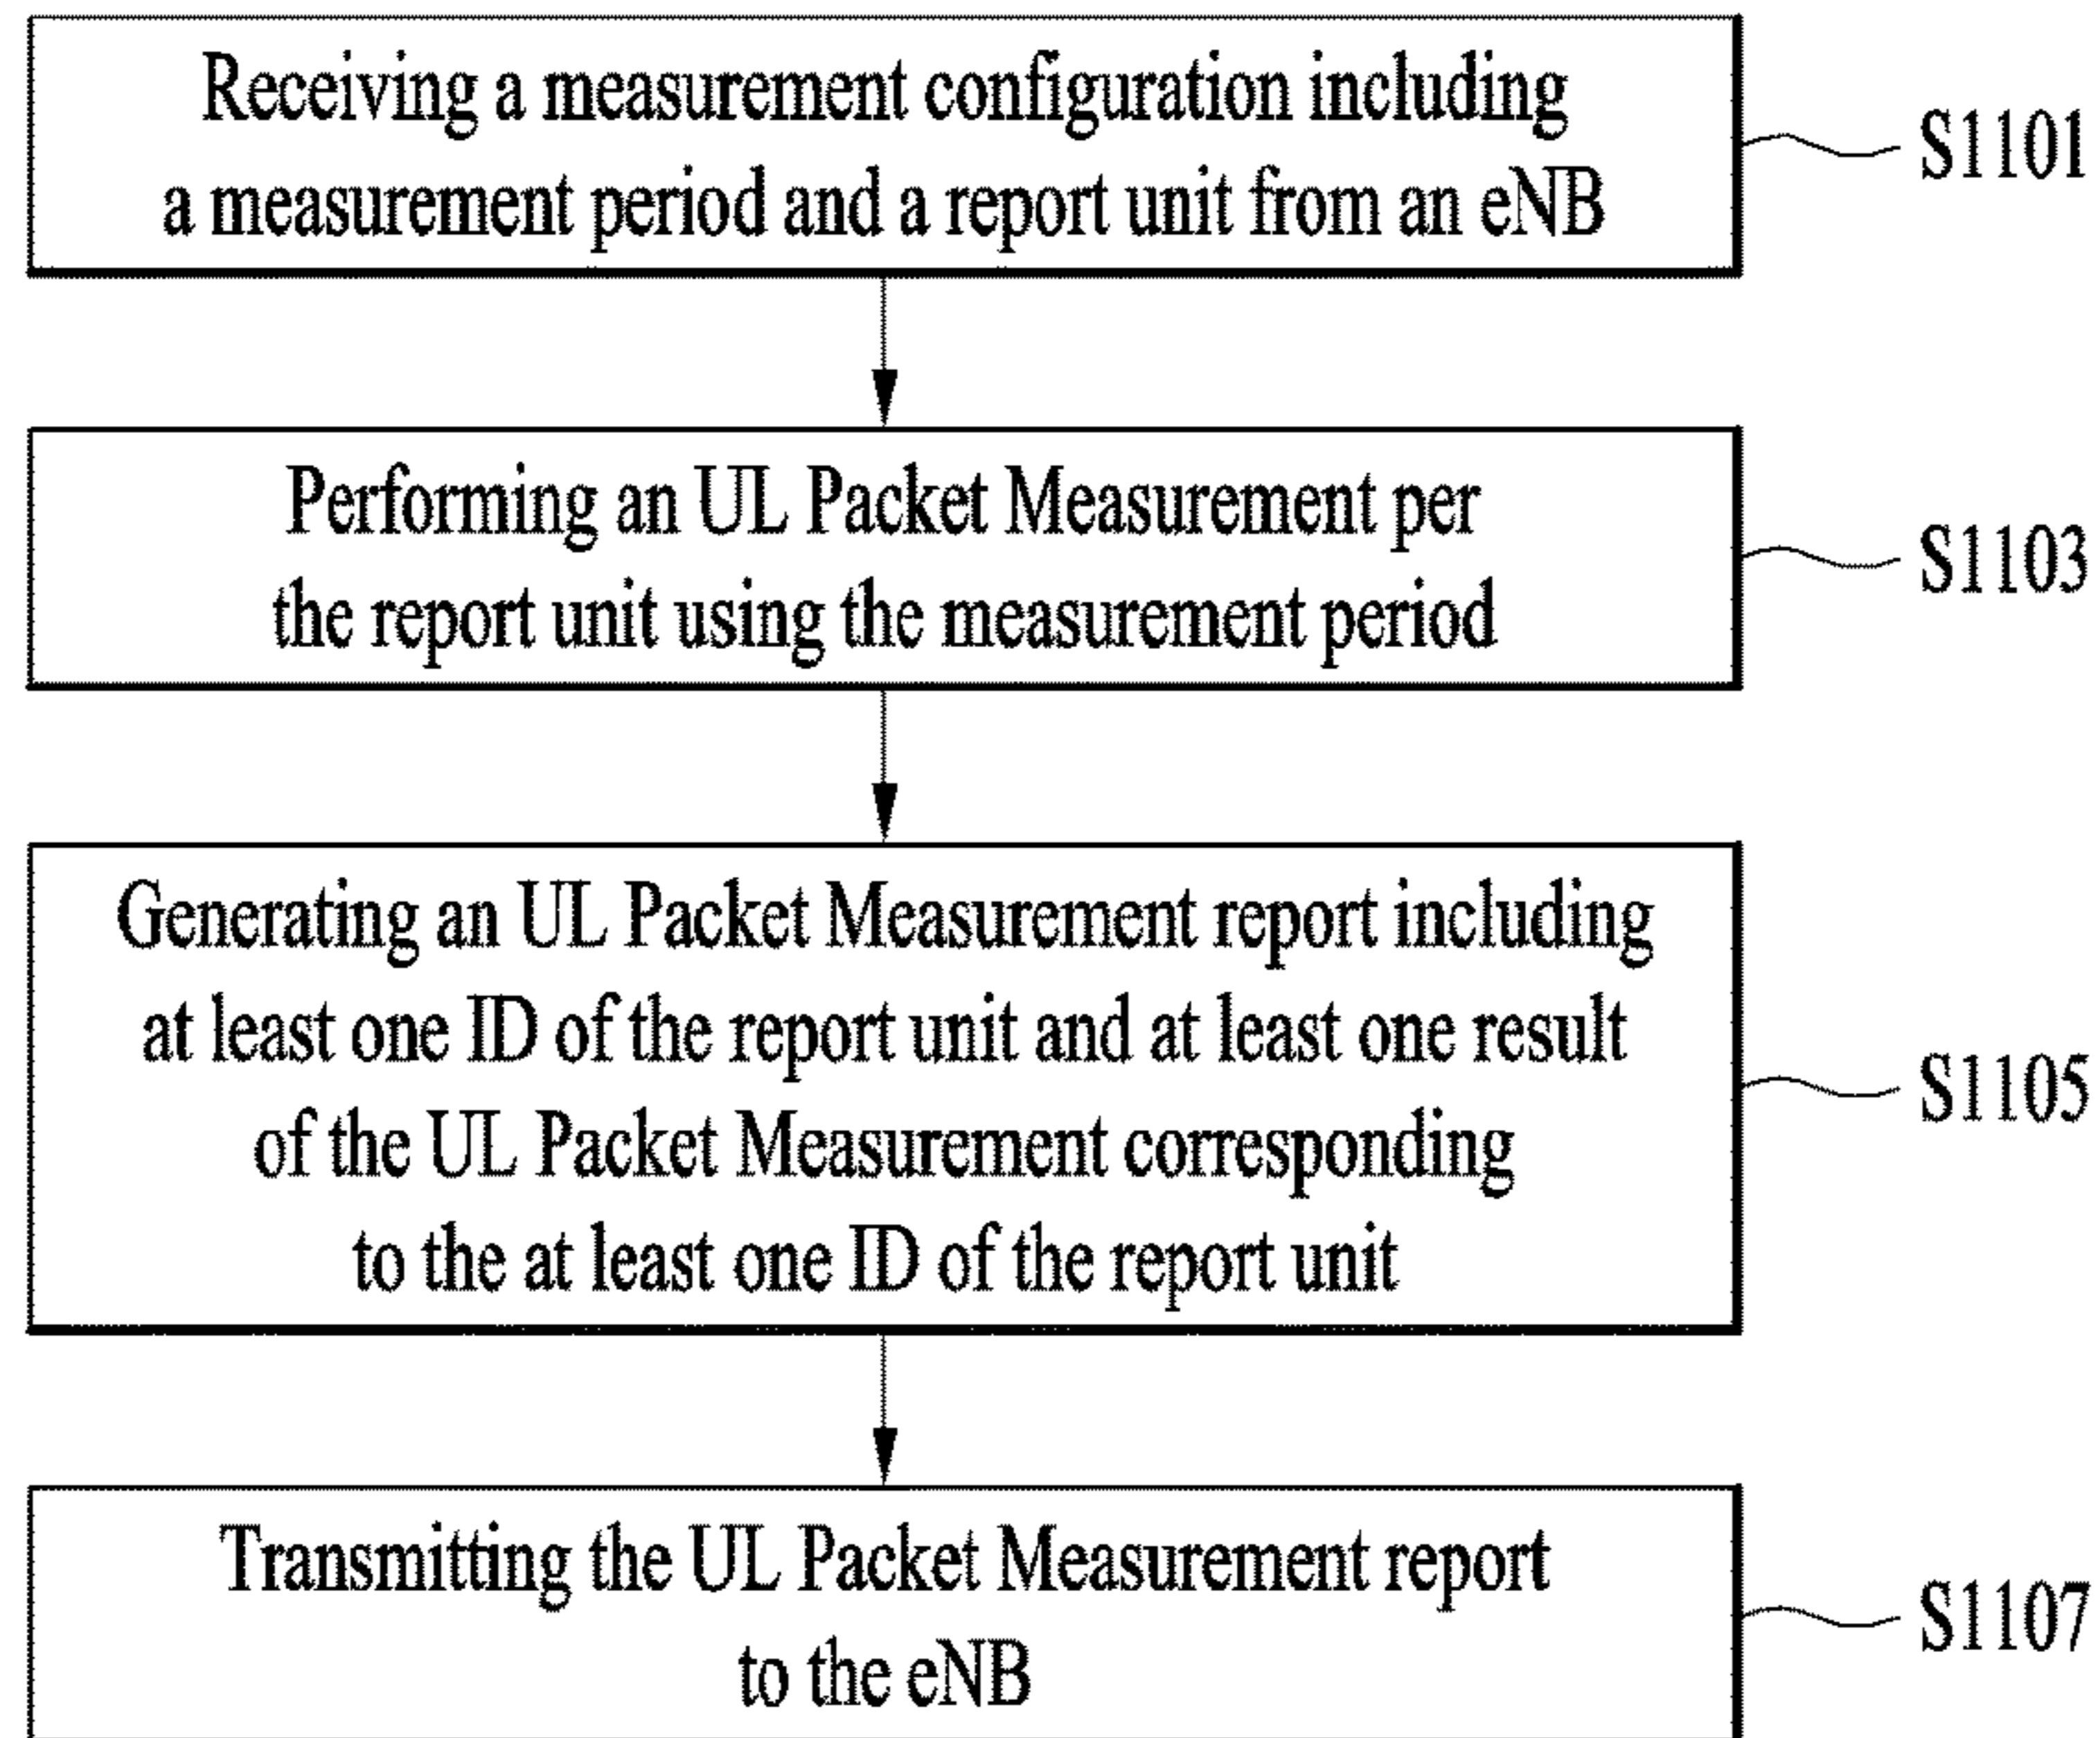 Receiving a measurement configuration including
a measurement period and a report unit from an eNB
S1101
Performing an UL Packet Measurement per
the report unit using the measurement period
S1103
Generating an UL Packet Measurement report including
at least one ID of the report unit and at least one result
of the UL Packet Measurement corresponding
to the at least one ID of the report unit
S1105
Transmitting the UL Packet Measurement report
to the eNB
S1107